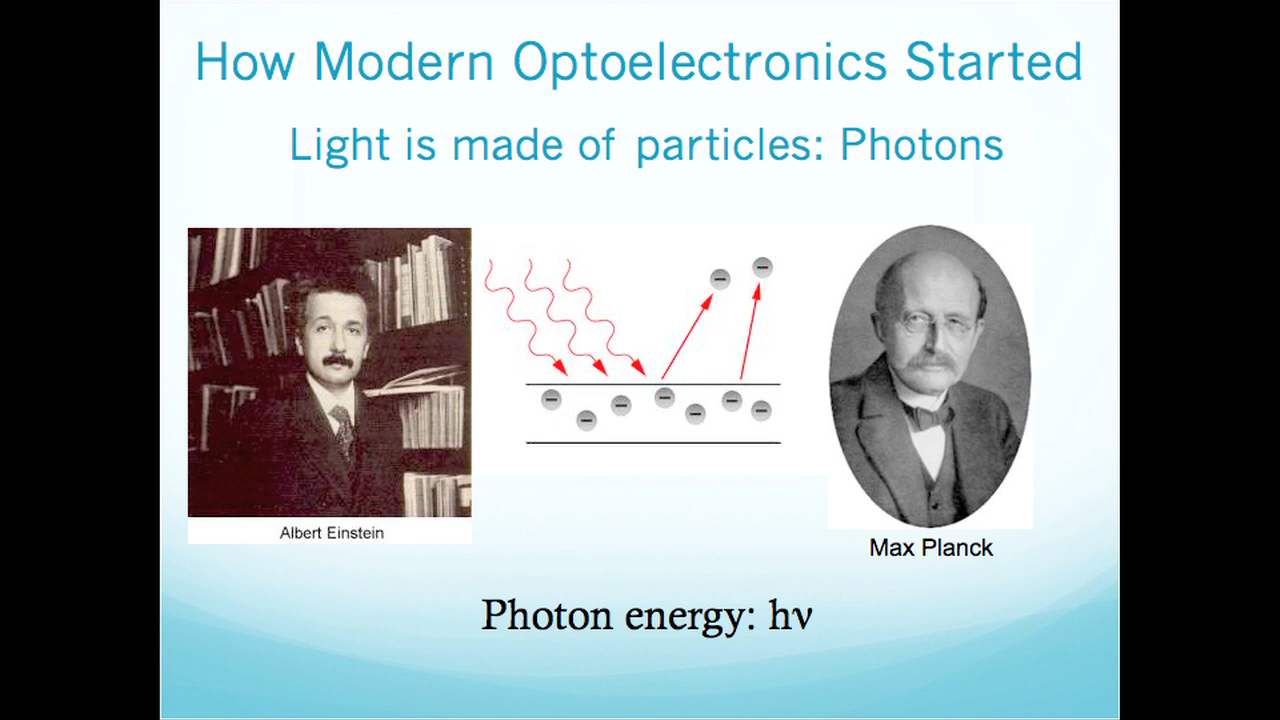 How Modern Optoelectronics Started
Light is made of particles: Photons
Albert Einstein
Max Planck
Photon energy: hν